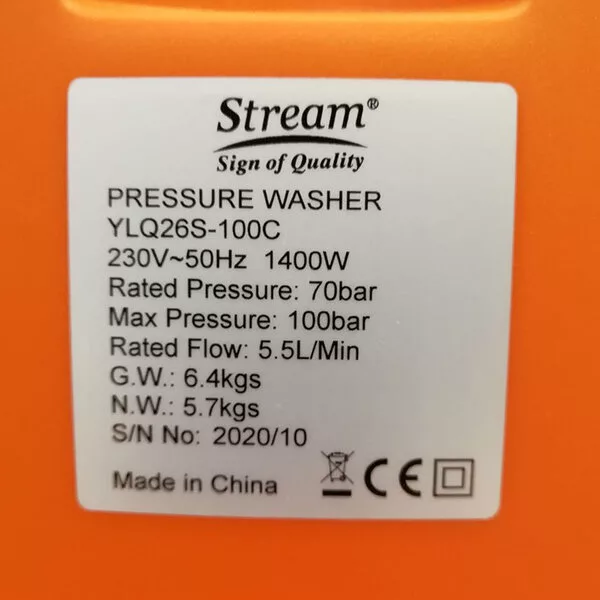 Stream®
Sign of Quality
PRESSURE WASHER
YLQ26S-100C
230V~50Hz 1400W
Rated Pressure: 70bar
Max Pressure: 100bar
Rated Flow: 5.5L/Min
G.W.: 6.4kgs
N.W.: 5.7kgs
S/N No: 2020/10
Made in China CE